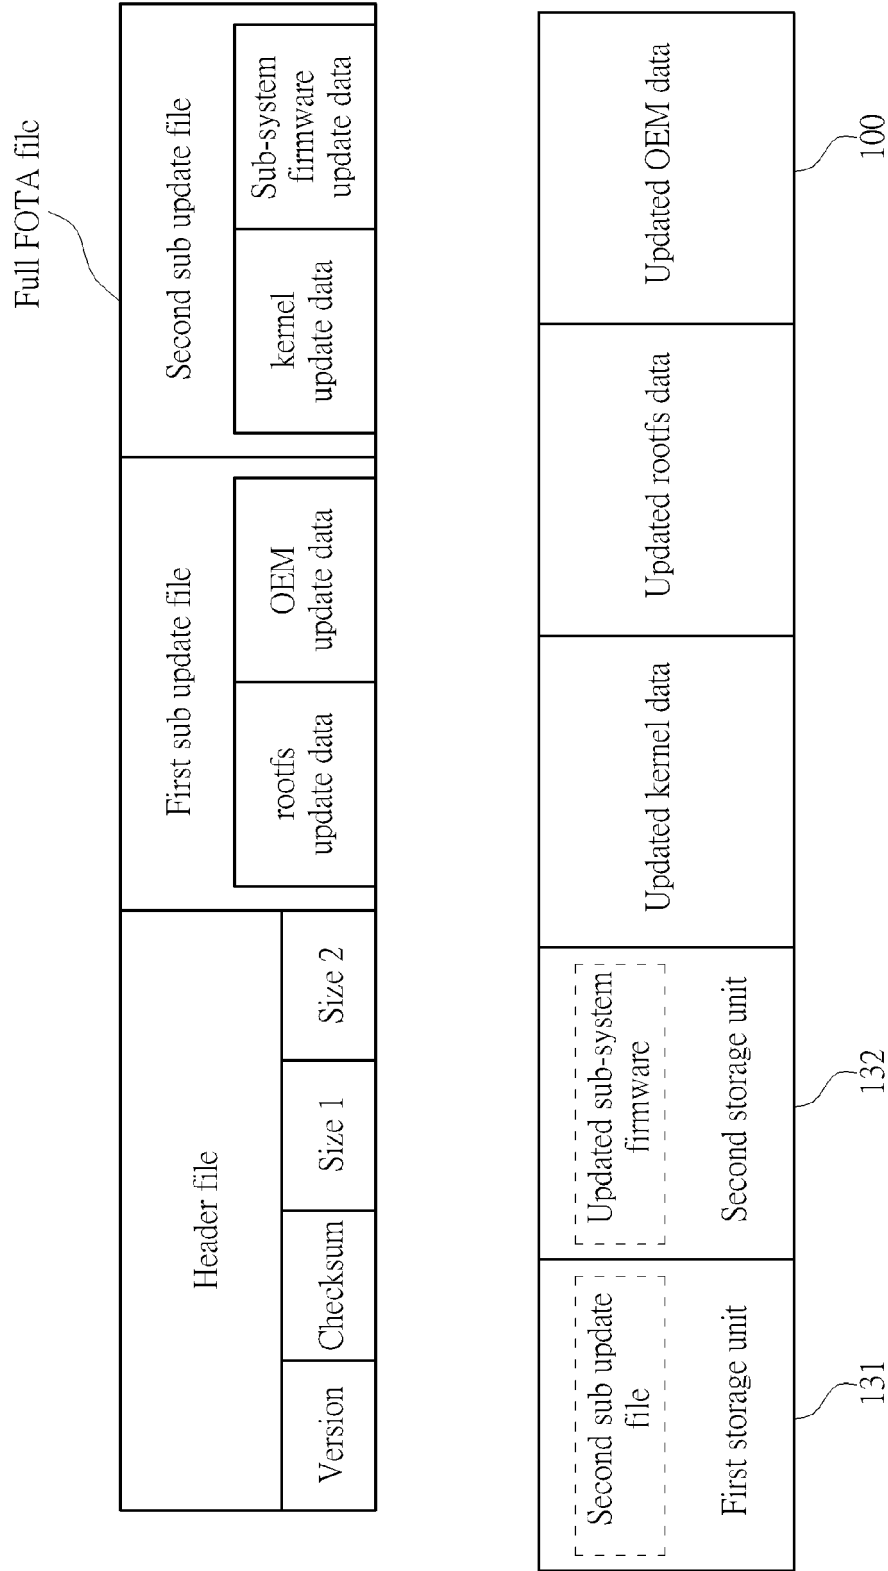 Full FOTA file
Header file
Version
Checksum
Size 1
Size 2
First sub update file
rootfs
update data
OEM
update data
Second sub update file
kernel
update data
Sub-system
firmware
update data
Second sub update
file
First storage unit
131
Updated sub-system
firmware
Second storage unit
132
Updated kernel data
Updated rootfs data
Updated OEM data
100